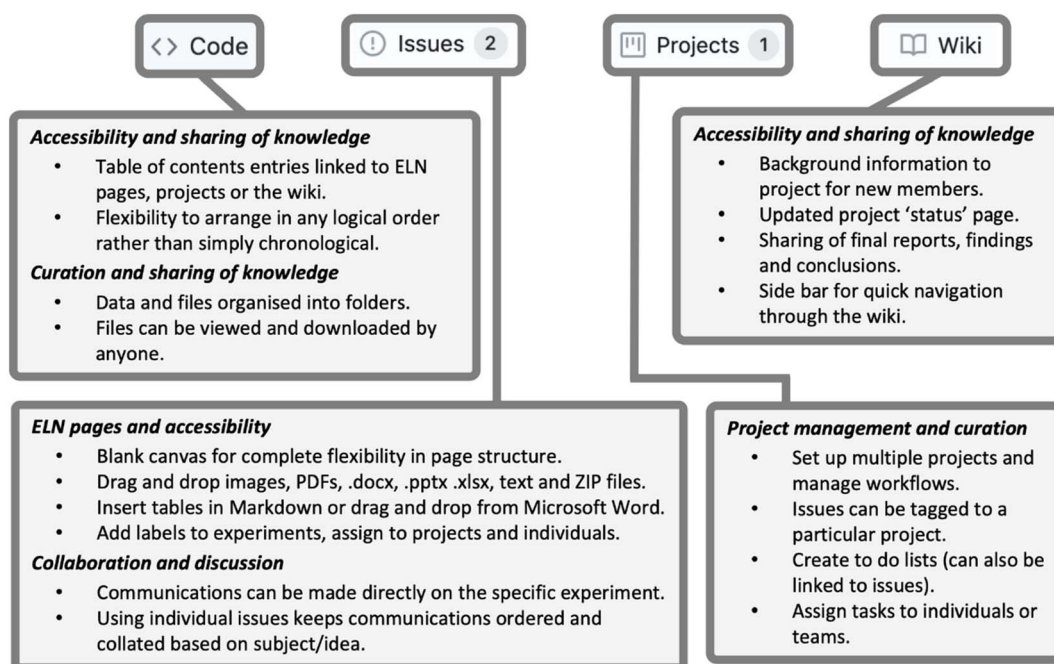 Code
Issues 2
Projects 1
Wiki
Accessibility and sharing of knowledge
• Table of contents entries linked to ELN
pages, projects or the wiki.
• Flexibility to arrange in any logical order
rather than simply chronological.
Curation and sharing of knowledge
• Data and files organised into folders.
• Files can be viewed and downloaded by
anyone.
Accessibility and sharing of knowledge
• Background information to
project for new members.
• Updated project ‘status’ page.
• Sharing of final reports, findings
and conclusions.
• Side bar for quick navigation
through the wiki.
ELN pages and accessibility
• Blank canvas for complete flexibility in page structure.
• Drag and drop images, PDFs, .docx, .pptx .xlsx, text and ZIP files.
• Insert tables in Markdown or drag and drop from Microsoft Word.
• Add labels to experiments, assign to projects and individuals.
Collaboration and discussion
• Communications can be made directly on the specific experiment.
• Using individual issues keeps communications ordered and
collated based on subject/idea.
Project management and curation
• Set up multiple projects and
manage workflows.
• Issues can be tagged to a
particular project.
• Create to do lists (can also be
linked to issues).
• Assign tasks to individuals or
teams.